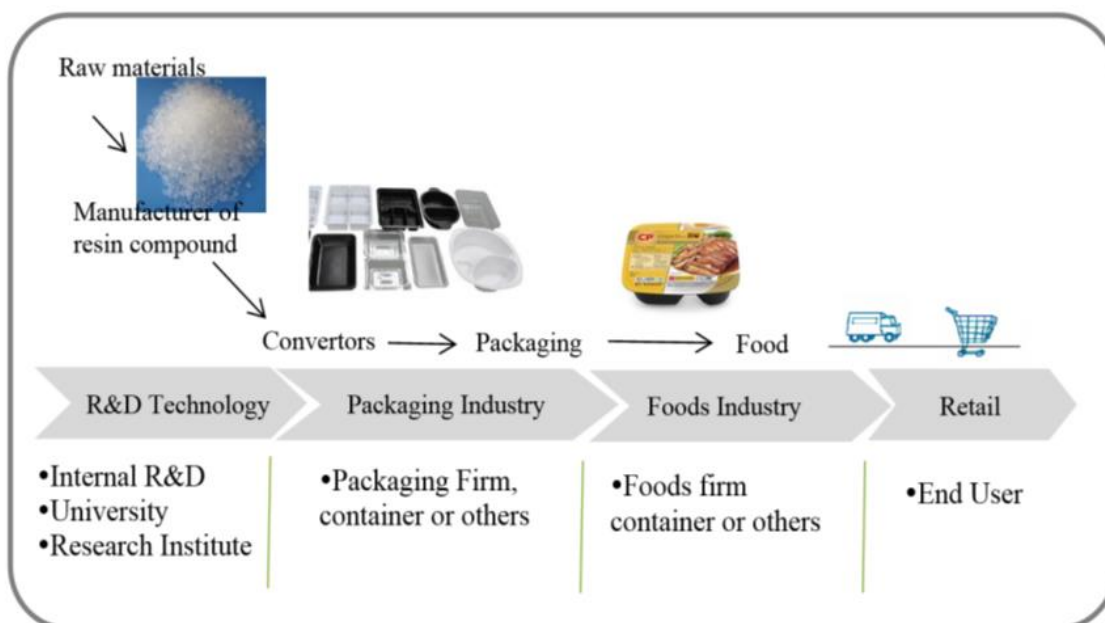 Raw materials
Manufacturer of
resin compound
CP
Convertors
Packaging
Food
R&D Technology
Packaging Industry
Foods Industry
Retail
•Internal R&D
•University
•Research Institute
•Packaging Firm,
container or others
•Foods firm
container or others
•End User